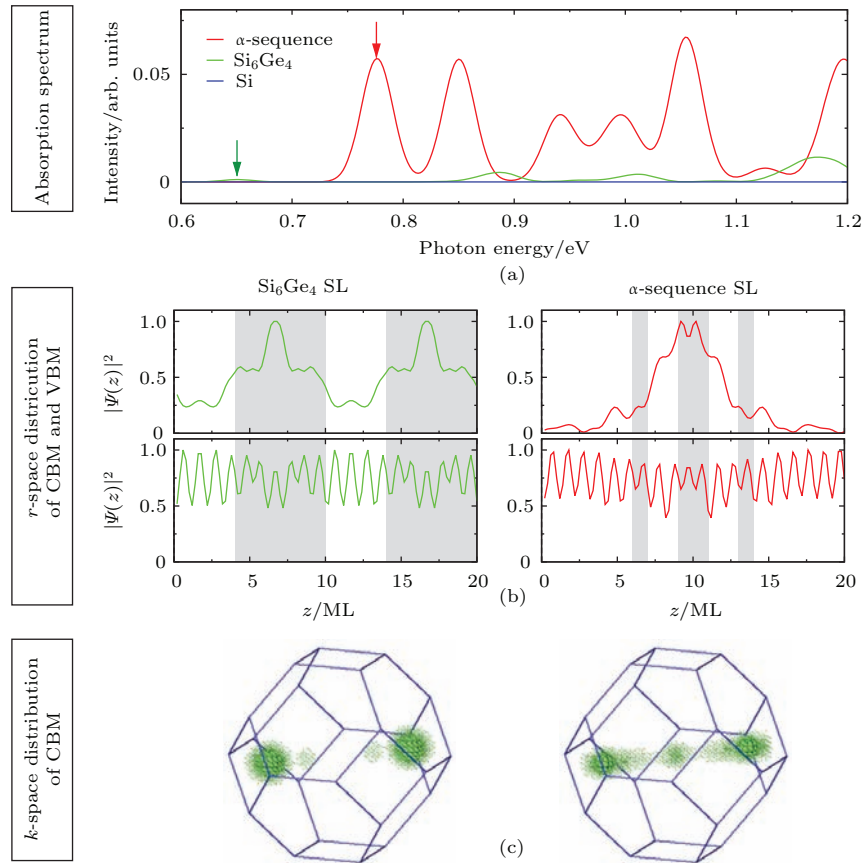 Absorption spectrum
Intensity/arb. units
0.05
0
α-sequence
Si6Ge4
Si
0.6 0.7 0.8 0.9 1.0 1.1 1.2
Photon energy/eV
(a)
r-space districution
of CBM and VBM
Si6Ge4 SL
α-sequence SL
|Ψ(z)|²
1.0
0.5
0
1.0
0.5
0
|Ψ(z)|²
1.0
0.75
0
1.0
0.75
0
0 5 10 15 20
0 5 10 15 20
z/ML
(b)
z/ML
k-space distribution
of CBM
(c)